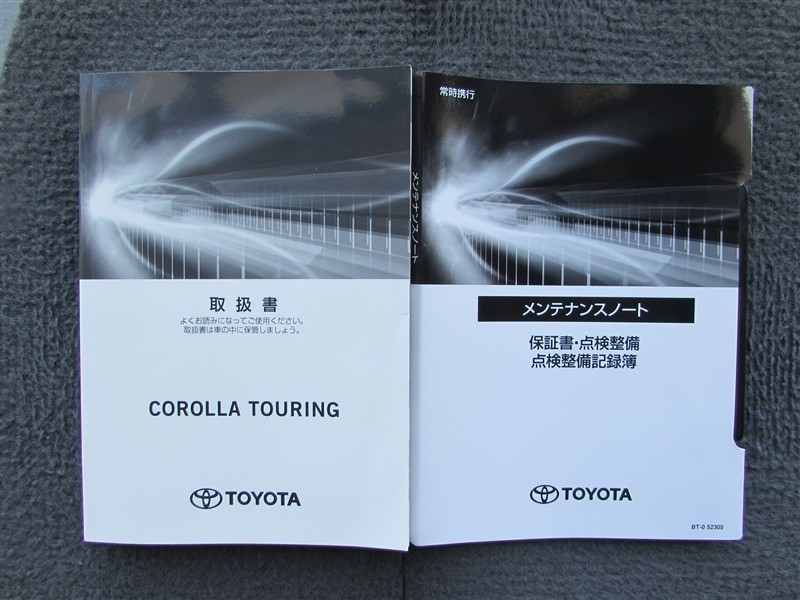 取扱書
よくお読みになってご使用ください。
取扱書は車の中に保管しましょう。
COROLLA TOURING
TOYOTA
メンテナンスノート
常時携行
メンテナンスノート
保証書・点検整備
点検整備記録簿
TOYOTA
BT-0 52305